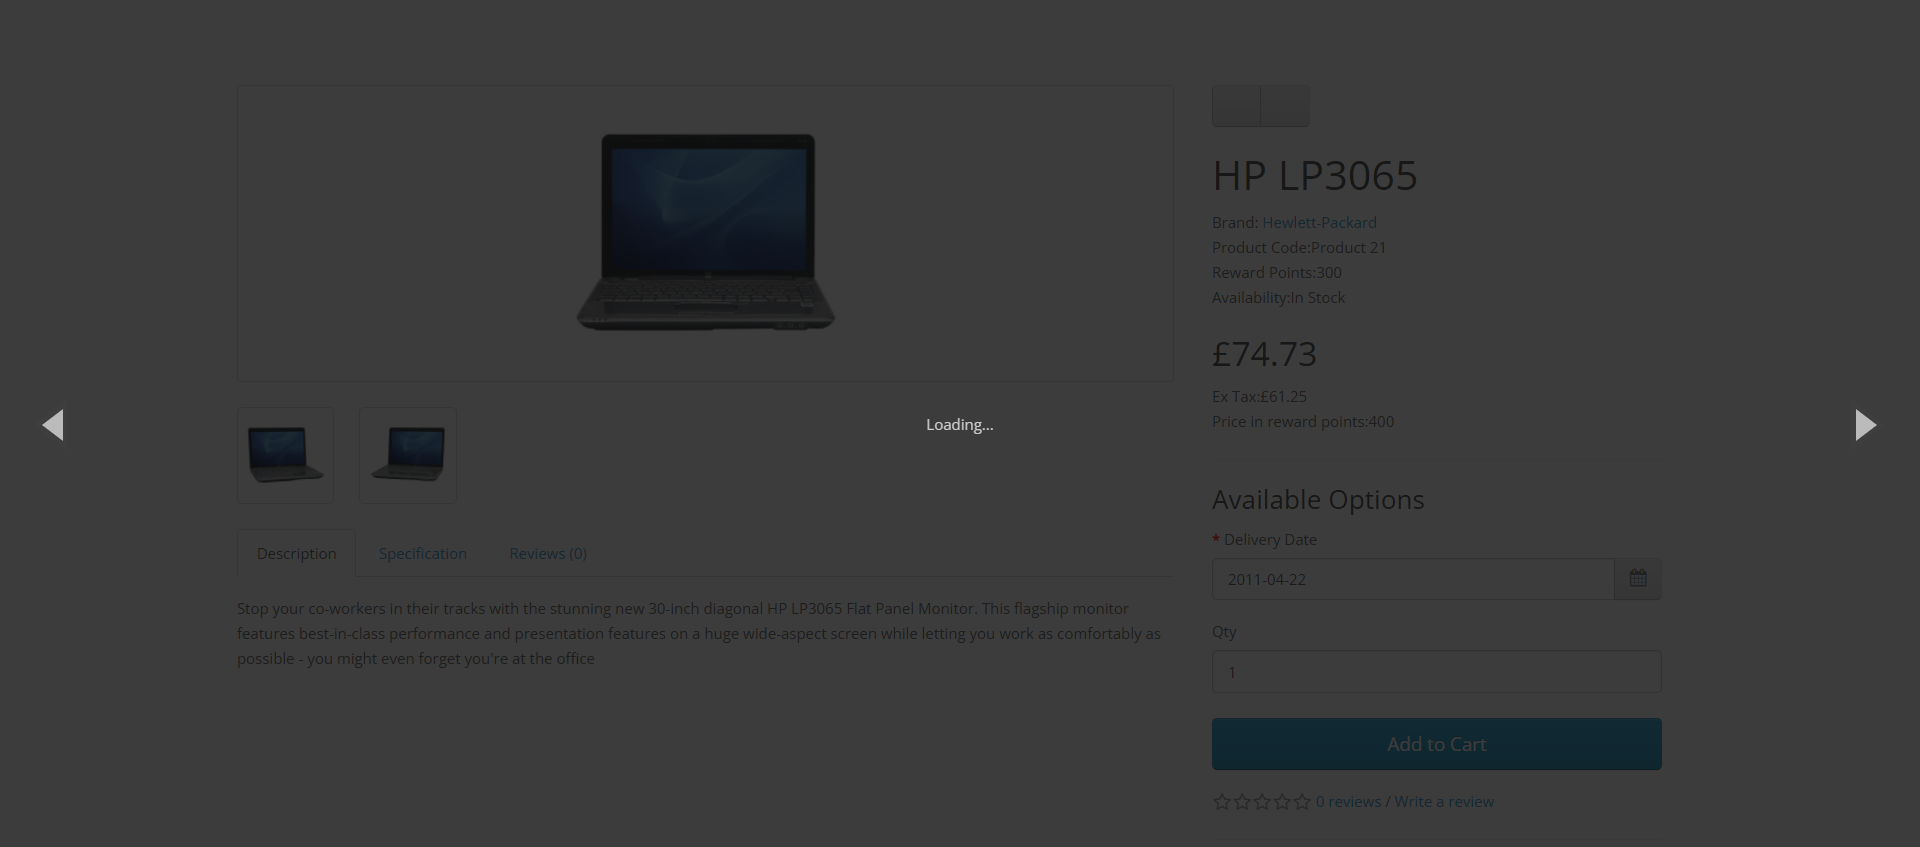 HP LP3065
Brand: Hewlett-Packard
Product Code:Product 21
Reward Points:300
Availability:In Stock
£74.73
Ex Tax:£61.25
Price in reward points:400
Loading...
Available Options
* Delivery Date
2011-04-22
Qty
1
Add to Cart
0 reviews / Write a review
Description Specification Reviews (0)
Stop your co-workers in their tracks with the stunning new 30-inch diagonal HP LP3065 Flat Panel Monitor. This flagship monitor
features best-in-class performance and presentation features on a huge wide-aspect screen while letting you work as comfortably as
possible - you might even forget you're at the office